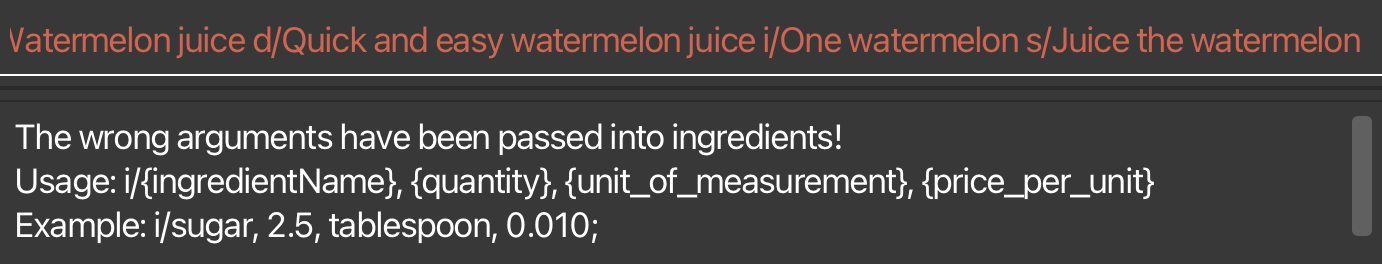 Watermelon juice d/Quick and easy watermelon juice i/One watermelon s/Juice the watermelon
The wrong arguments have been passed into ingredients!
Usage: i/{ingredientName}, {quantity}, {unit_of_measurement}, {price_per_unit}
Example: i/sugar, 2.5, tablespoon, 0.010;